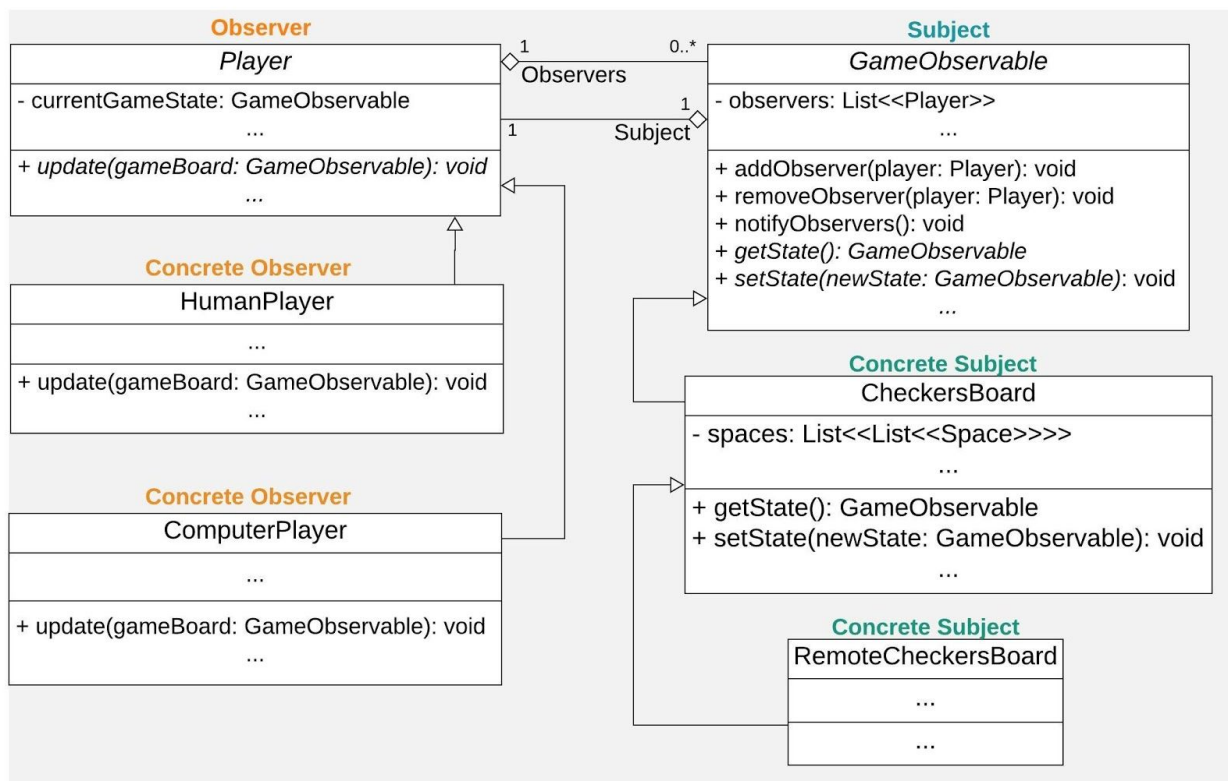 Observer
Player
- currentGameState: GameObservable
...
+ update(gameBoard: GameObservable): void
...
1
0..*
Observers
1
1
Subject
Subject
GameObservable
- observers: List<<Player>>
...
+ addObserver(player: Player): void
+ removeObserver(player: Player): void
+ notifyObservers(): void
+ getState(): GameObservable
+ setState(newState: GameObservable): void
...
Concrete Observer
HumanPlayer
...
+ update(gameBoard: GameObservable): void
...
Concrete Subject
CheckersBoard
- spaces: List<<List<<Space>>>>
...
+ getState(): GameObservable
+ setState(newState: GameObservable): void
...
Concrete Observer
ComputerPlayer
...
+ update(gameBoard: GameObservable): void
...
Concrete Subject
RemoteCheckersBoard
...
...